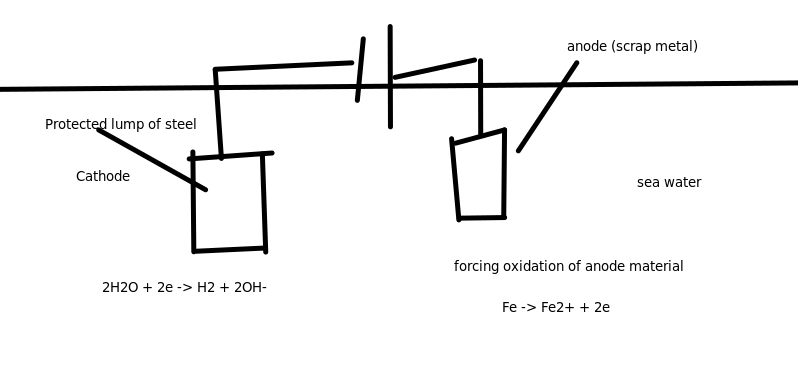 anode (scrap metal)
Protected lump of steel
Cathode
sea water
forcing oxidation of anode material
2H2O + 2e -> H2 + 2OH-
Fe -> Fe2+ + 2e